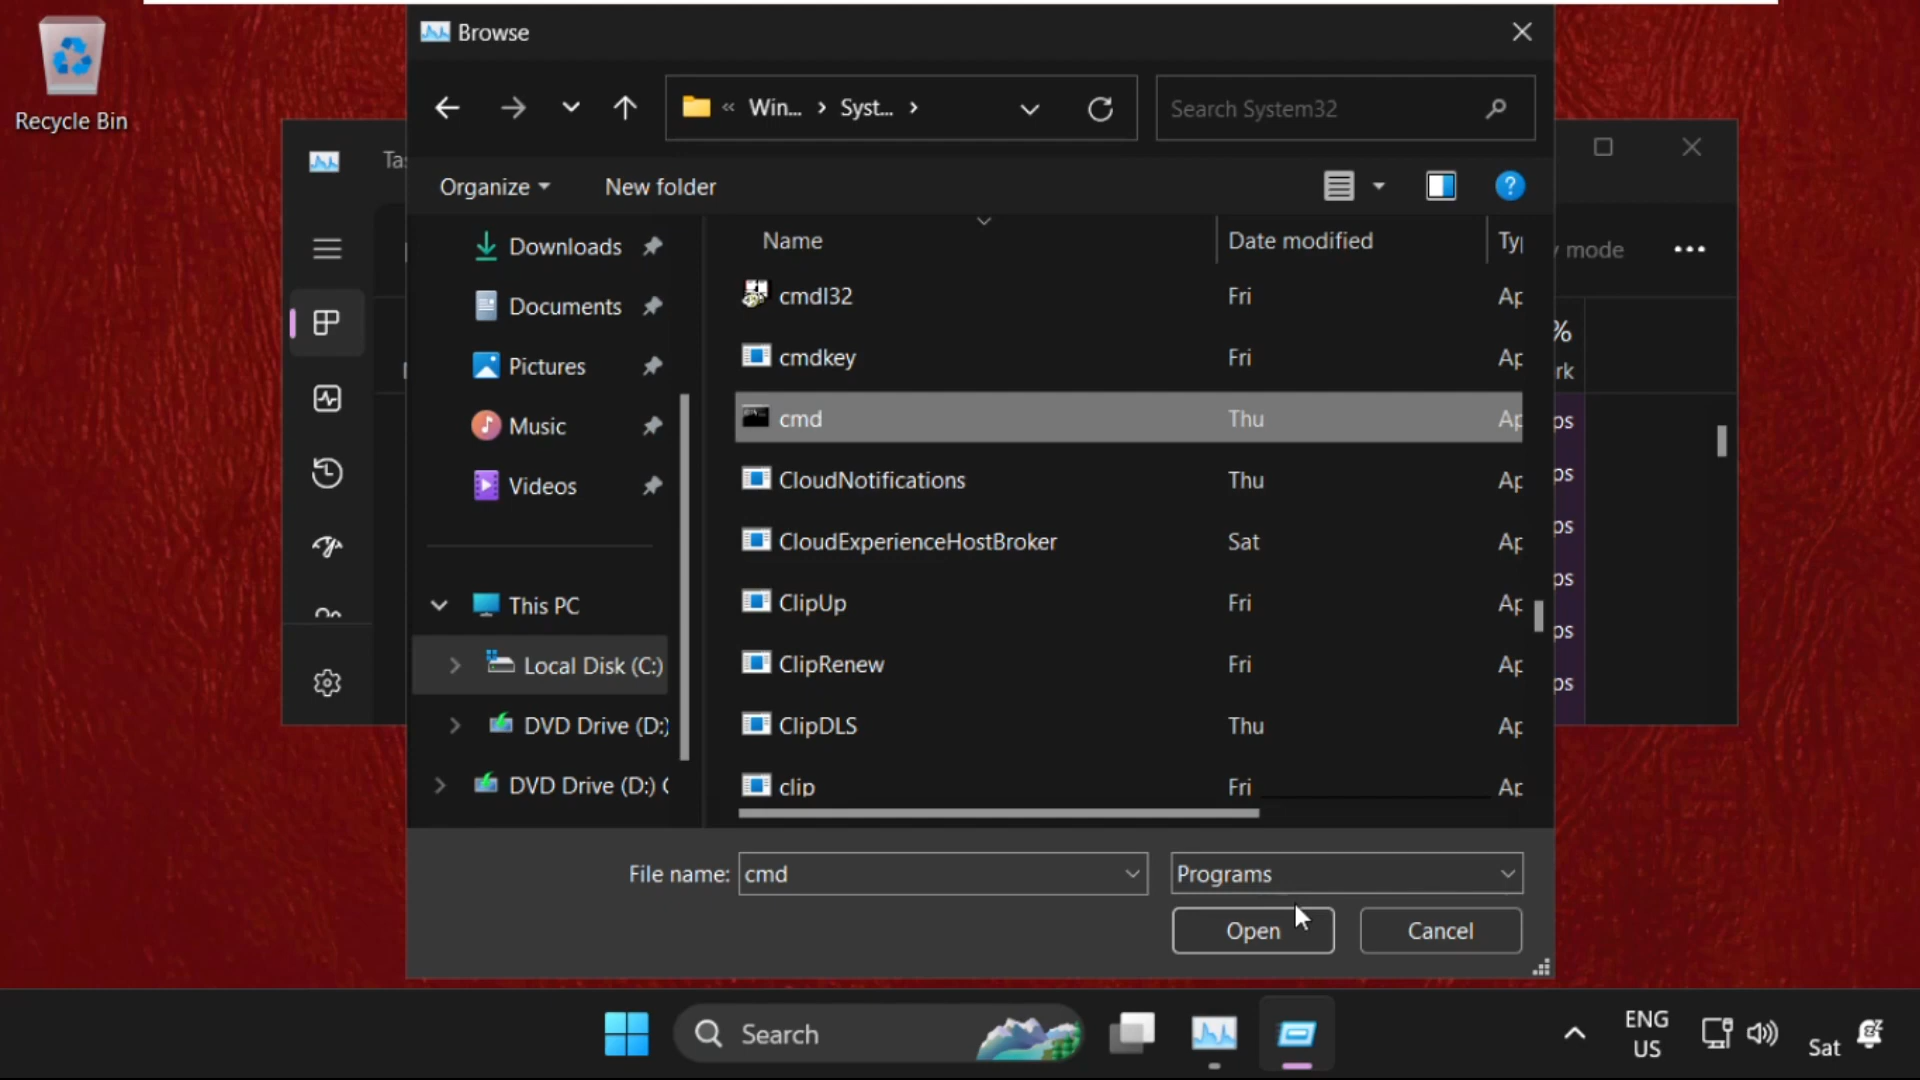 Recycle Bin
Browse
« Win... › Syst... ›
Search System32
Organize
New folder
?
Downloads
Documents
Pictures
Music
Videos
This PC
Local Disk (C:)
DVD Drive (D:)
DVD Drive (D:)
Name
Date modified
cmdl32
Fri
cmdkey
Fri
cmd
Thu
CloudNotifications
Thu
CloudExperienceHostBroker
Sat
ClipUp
Fri
ClipRenew
Fri
ClipDLS
Thu
clip
Fri
mode
%
File name:
cmd
Programs
Open
Cancel
Search
ENG
US
Sat